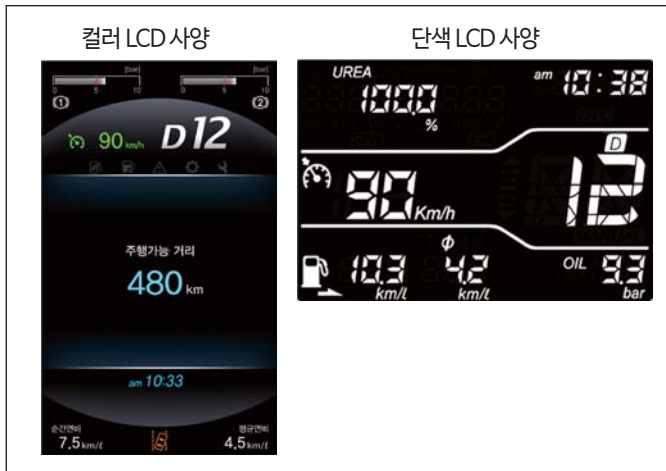 컬러 LCD 사양
[bar] [bar]
0 5 10 0 5 10
① ②
90 km/h D12
주행가능 거리
480 km
am 10:33
순간연비 평균연비
7.5 km/ℓ 4.5 km/ℓ
단색 LCD 사양
UREA am 10:38
100.0
%
D
90 Km/h 12
ϕ
10.3 4.2 OIL 9.3
km/ℓ km/ℓ bar